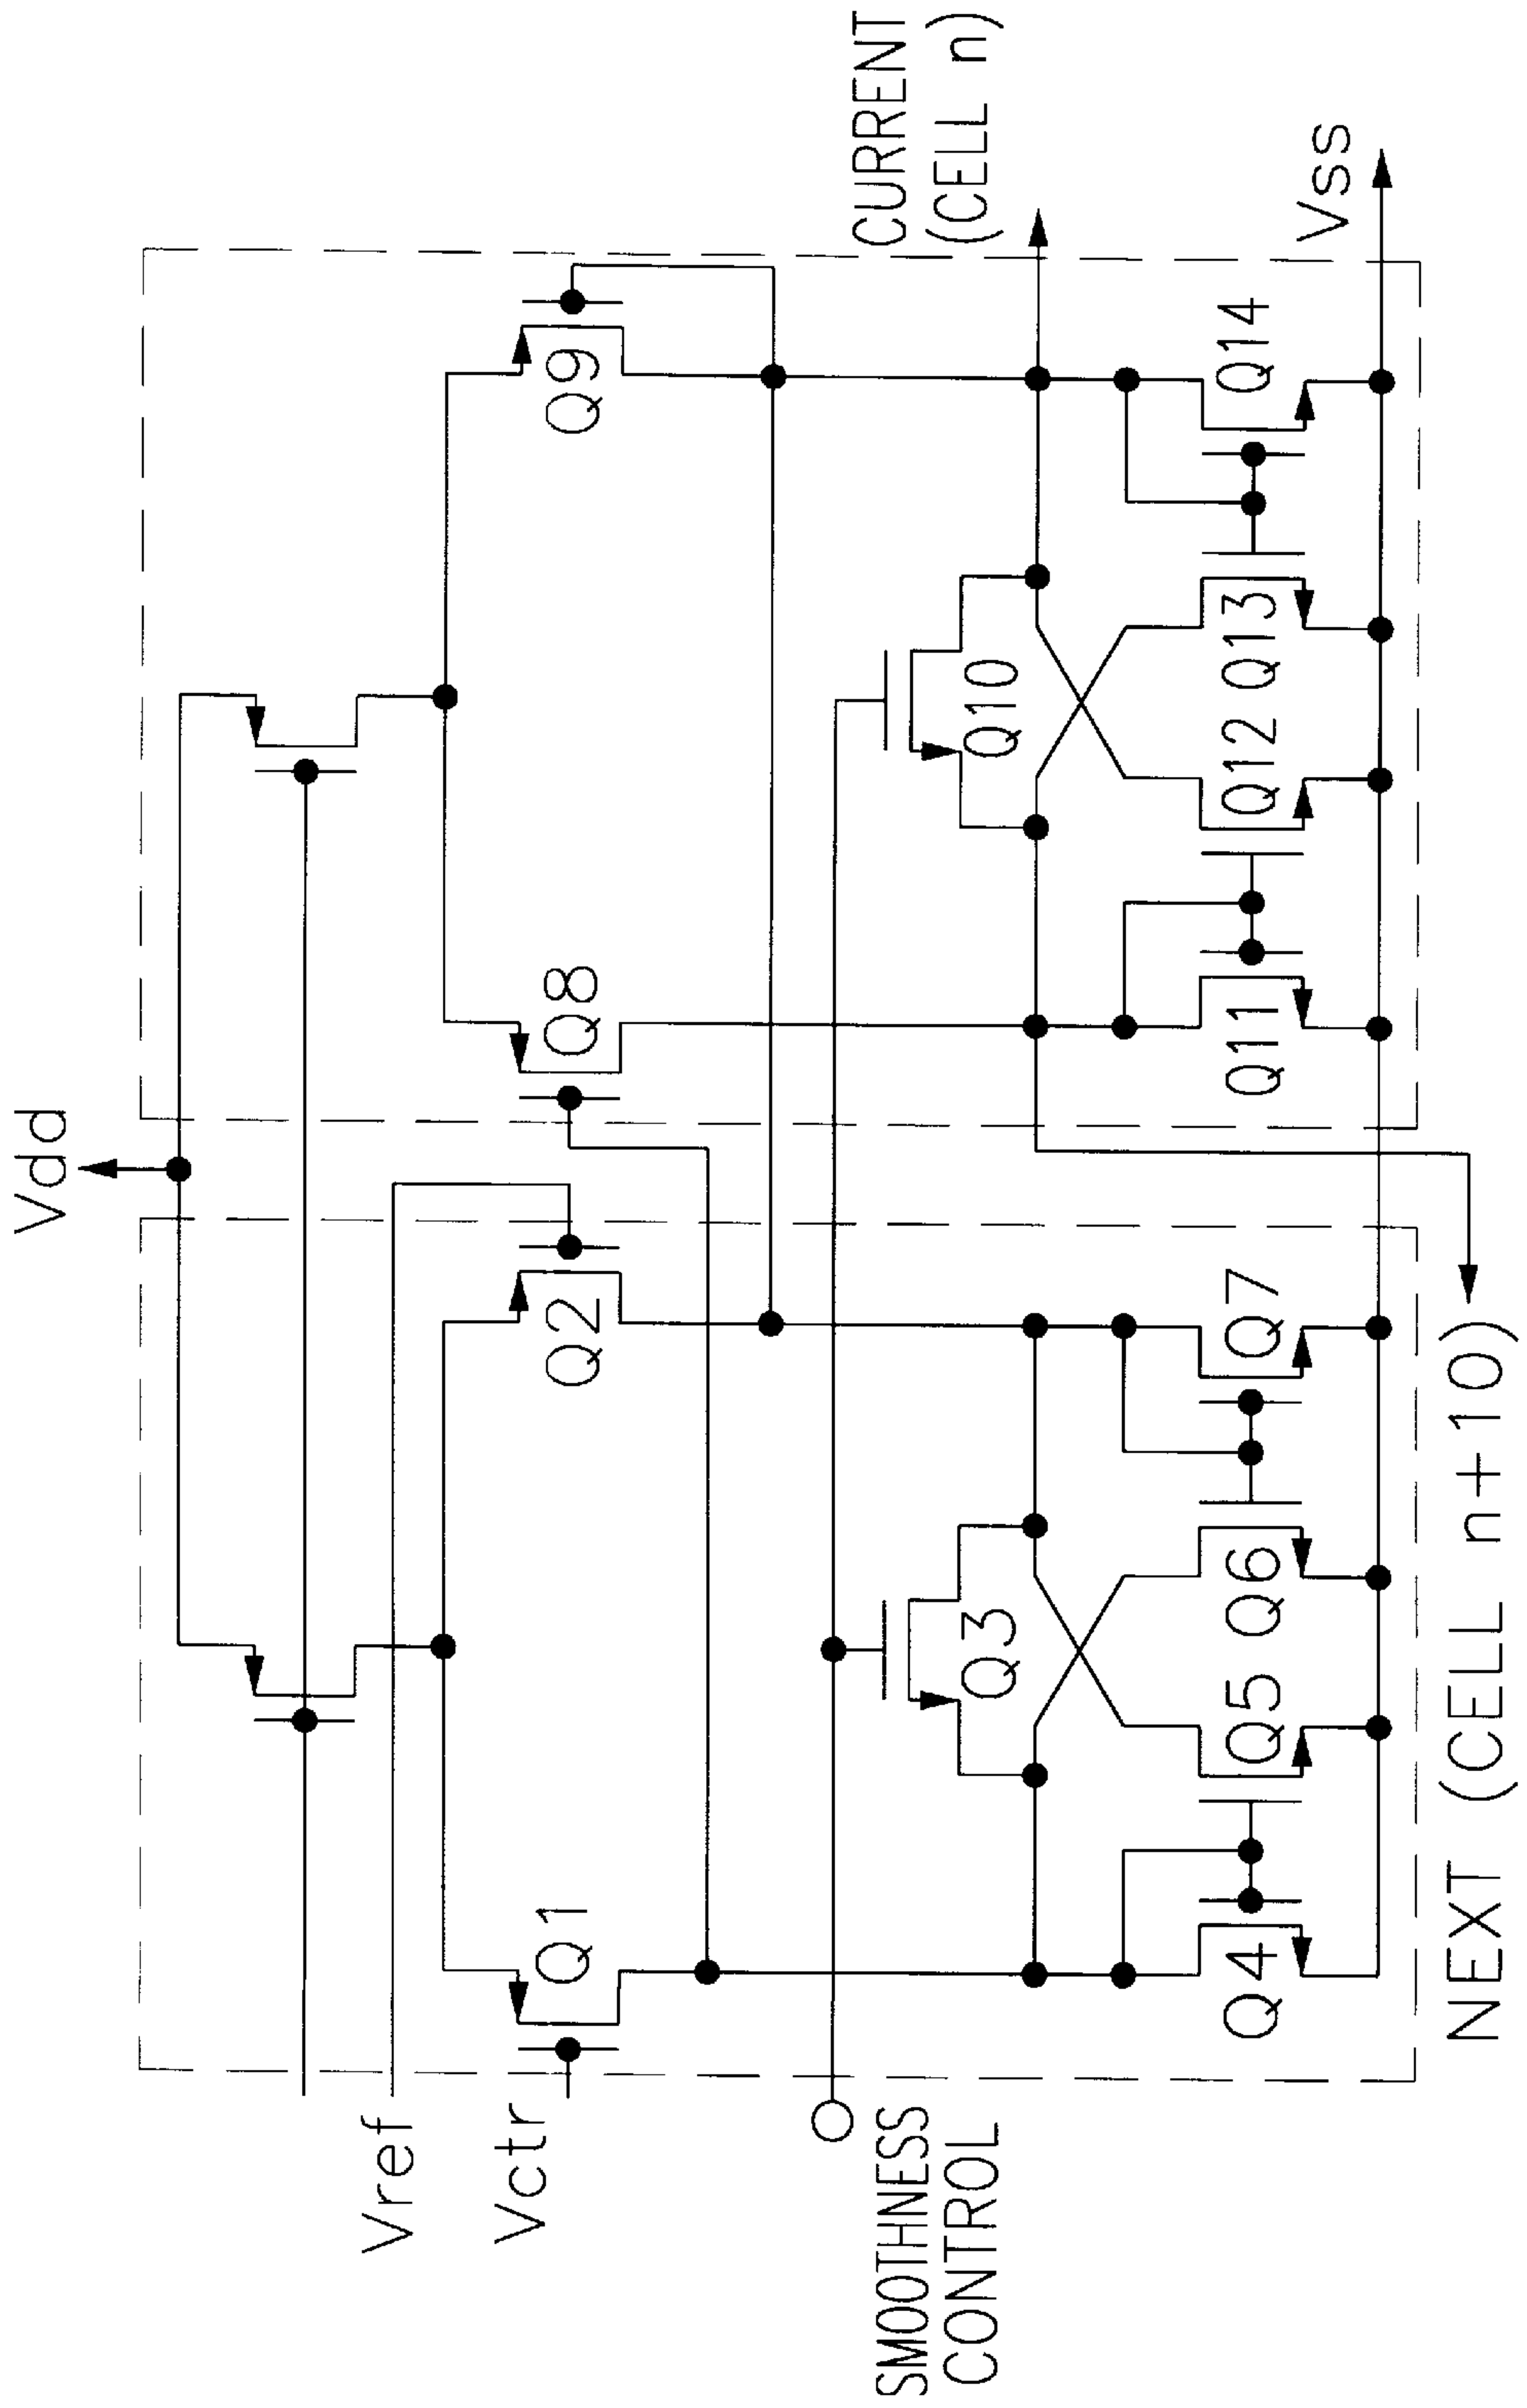 Vdd
Vref
Vctr
Q1
Q2
Q8
Q9
SMOOTHNESS
CONTROL
Q3
Q10
CURRENT
(CELL n)
Q4
Q5
Q6
Q7
Q11
Q12
Q13
Q14
Vss
NEXT (CELL n+10)